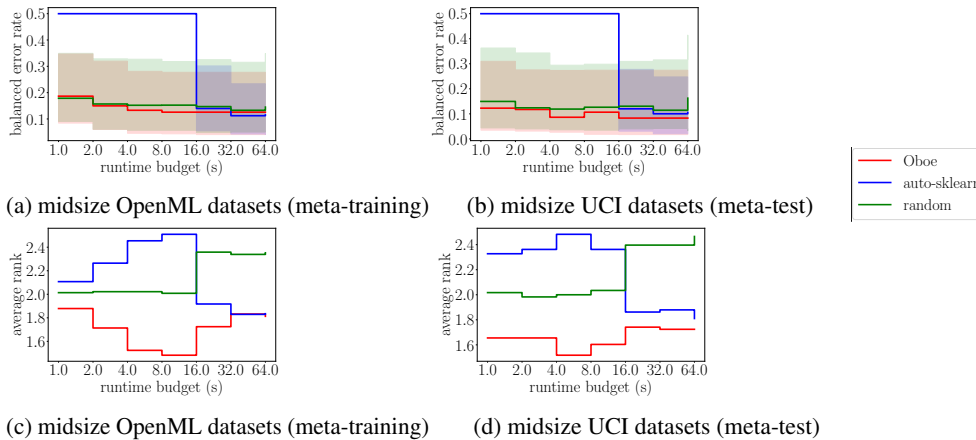 0.5
0.4
0.3
0.2
0.1
balanced error rate
1.0 2.0 4.0 8.0 16.0 32.0 64.0
runtime budget (s)
(a) midsize OpenML datasets (meta-training)
0.5
0.4
0.3
0.2
0.1
0.0
balanced error rate
1.0 2.0 4.0 8.0 16.0 32.0 64.0
runtime budget (s)
(b) midsize UCI datasets (meta-test)
Oboe
auto-sklearn
random
2.4
2.2
2.0
1.8
1.6
average rank
1.0 2.0 4.0 8.0 16.0 32.0 64.0
runtime budget (s)
(c) midsize OpenML datasets (meta-training)
2.4
2.2
2.0
1.8
1.6
average rank
1.0 2.0 4.0 8.0 16.0 32.0 64.0
runtime budget (s)
(d) midsize UCI datasets (meta-test)